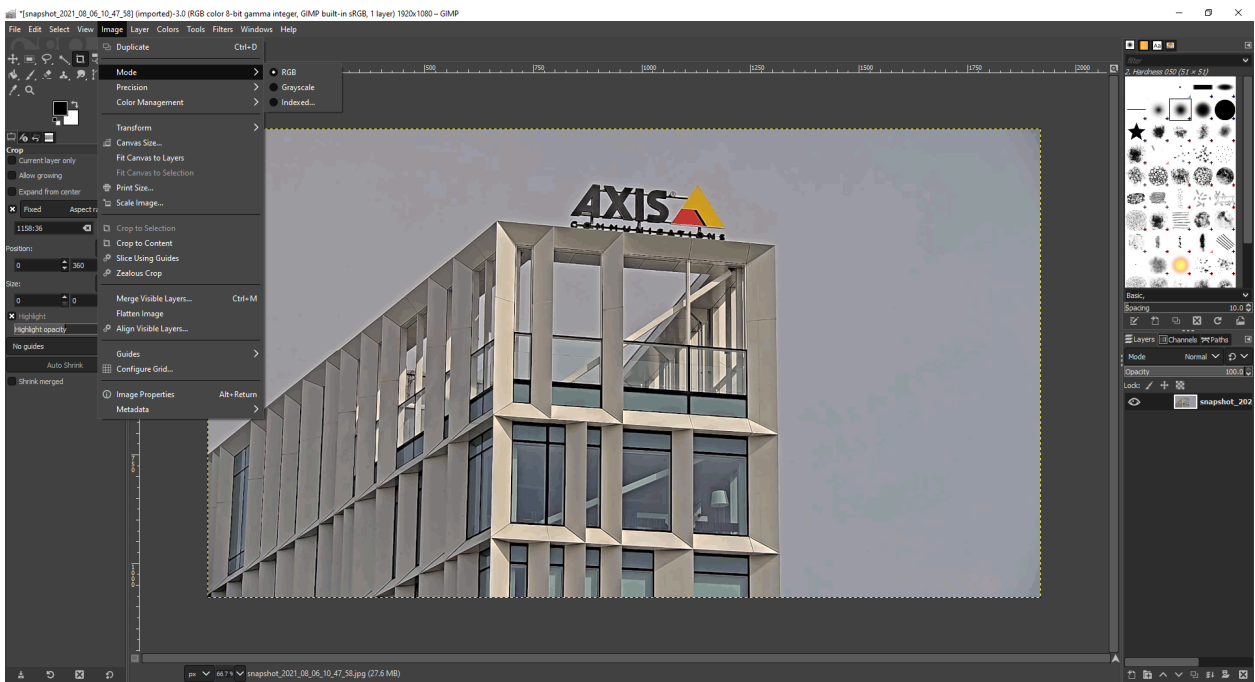 *[snapshot_2021_08_06_10_47_58] (imported)-3.0 (RGB color 8-bit gamma integer, GIMP built-in sRGB, 1 layer) 1920x1080 – GIMP
File Edit Select View Image Layer Colors Tools Filters Windows Help
Duplicate Ctrl+D
Mode
Precision
Color Management
Transform
Canvas Size...
Fit Canvas to Layers
Fit Canvas to Selection
Print Size...
Scale Image...
Crop to Selection
Crop to Content
Slice Using Guides
Zealous Crop
Merge Visible Layers... Ctrl+M
Flatten Image
Align Visible Layers...
Guides
Configure Grid...
Image Properties Alt+Return
Metadata
RGB
Grayscale
Indexed...
Crop
Current layer only
Allow growing
Expand from center
Fixed Aspect
1158:36
Position:
0 360
Size:
0 0
Highlight
Highlight opacity
No guides
Auto Shrink
Shrink merged
500 750 1000 1250 1500 1750 2000
750
1000
AXIS
COMMUNICATIONS
px 66.7 % snapshot_2021_08_06_10_47_58.jpg (27.6 MB)
Aa
filter
2. Hardness 050 (51 × 51)
Basic,
Spacing 10.0
Layers Channels Paths
Mode Normal
Opacity 100.0
Lock:
snapshot_202